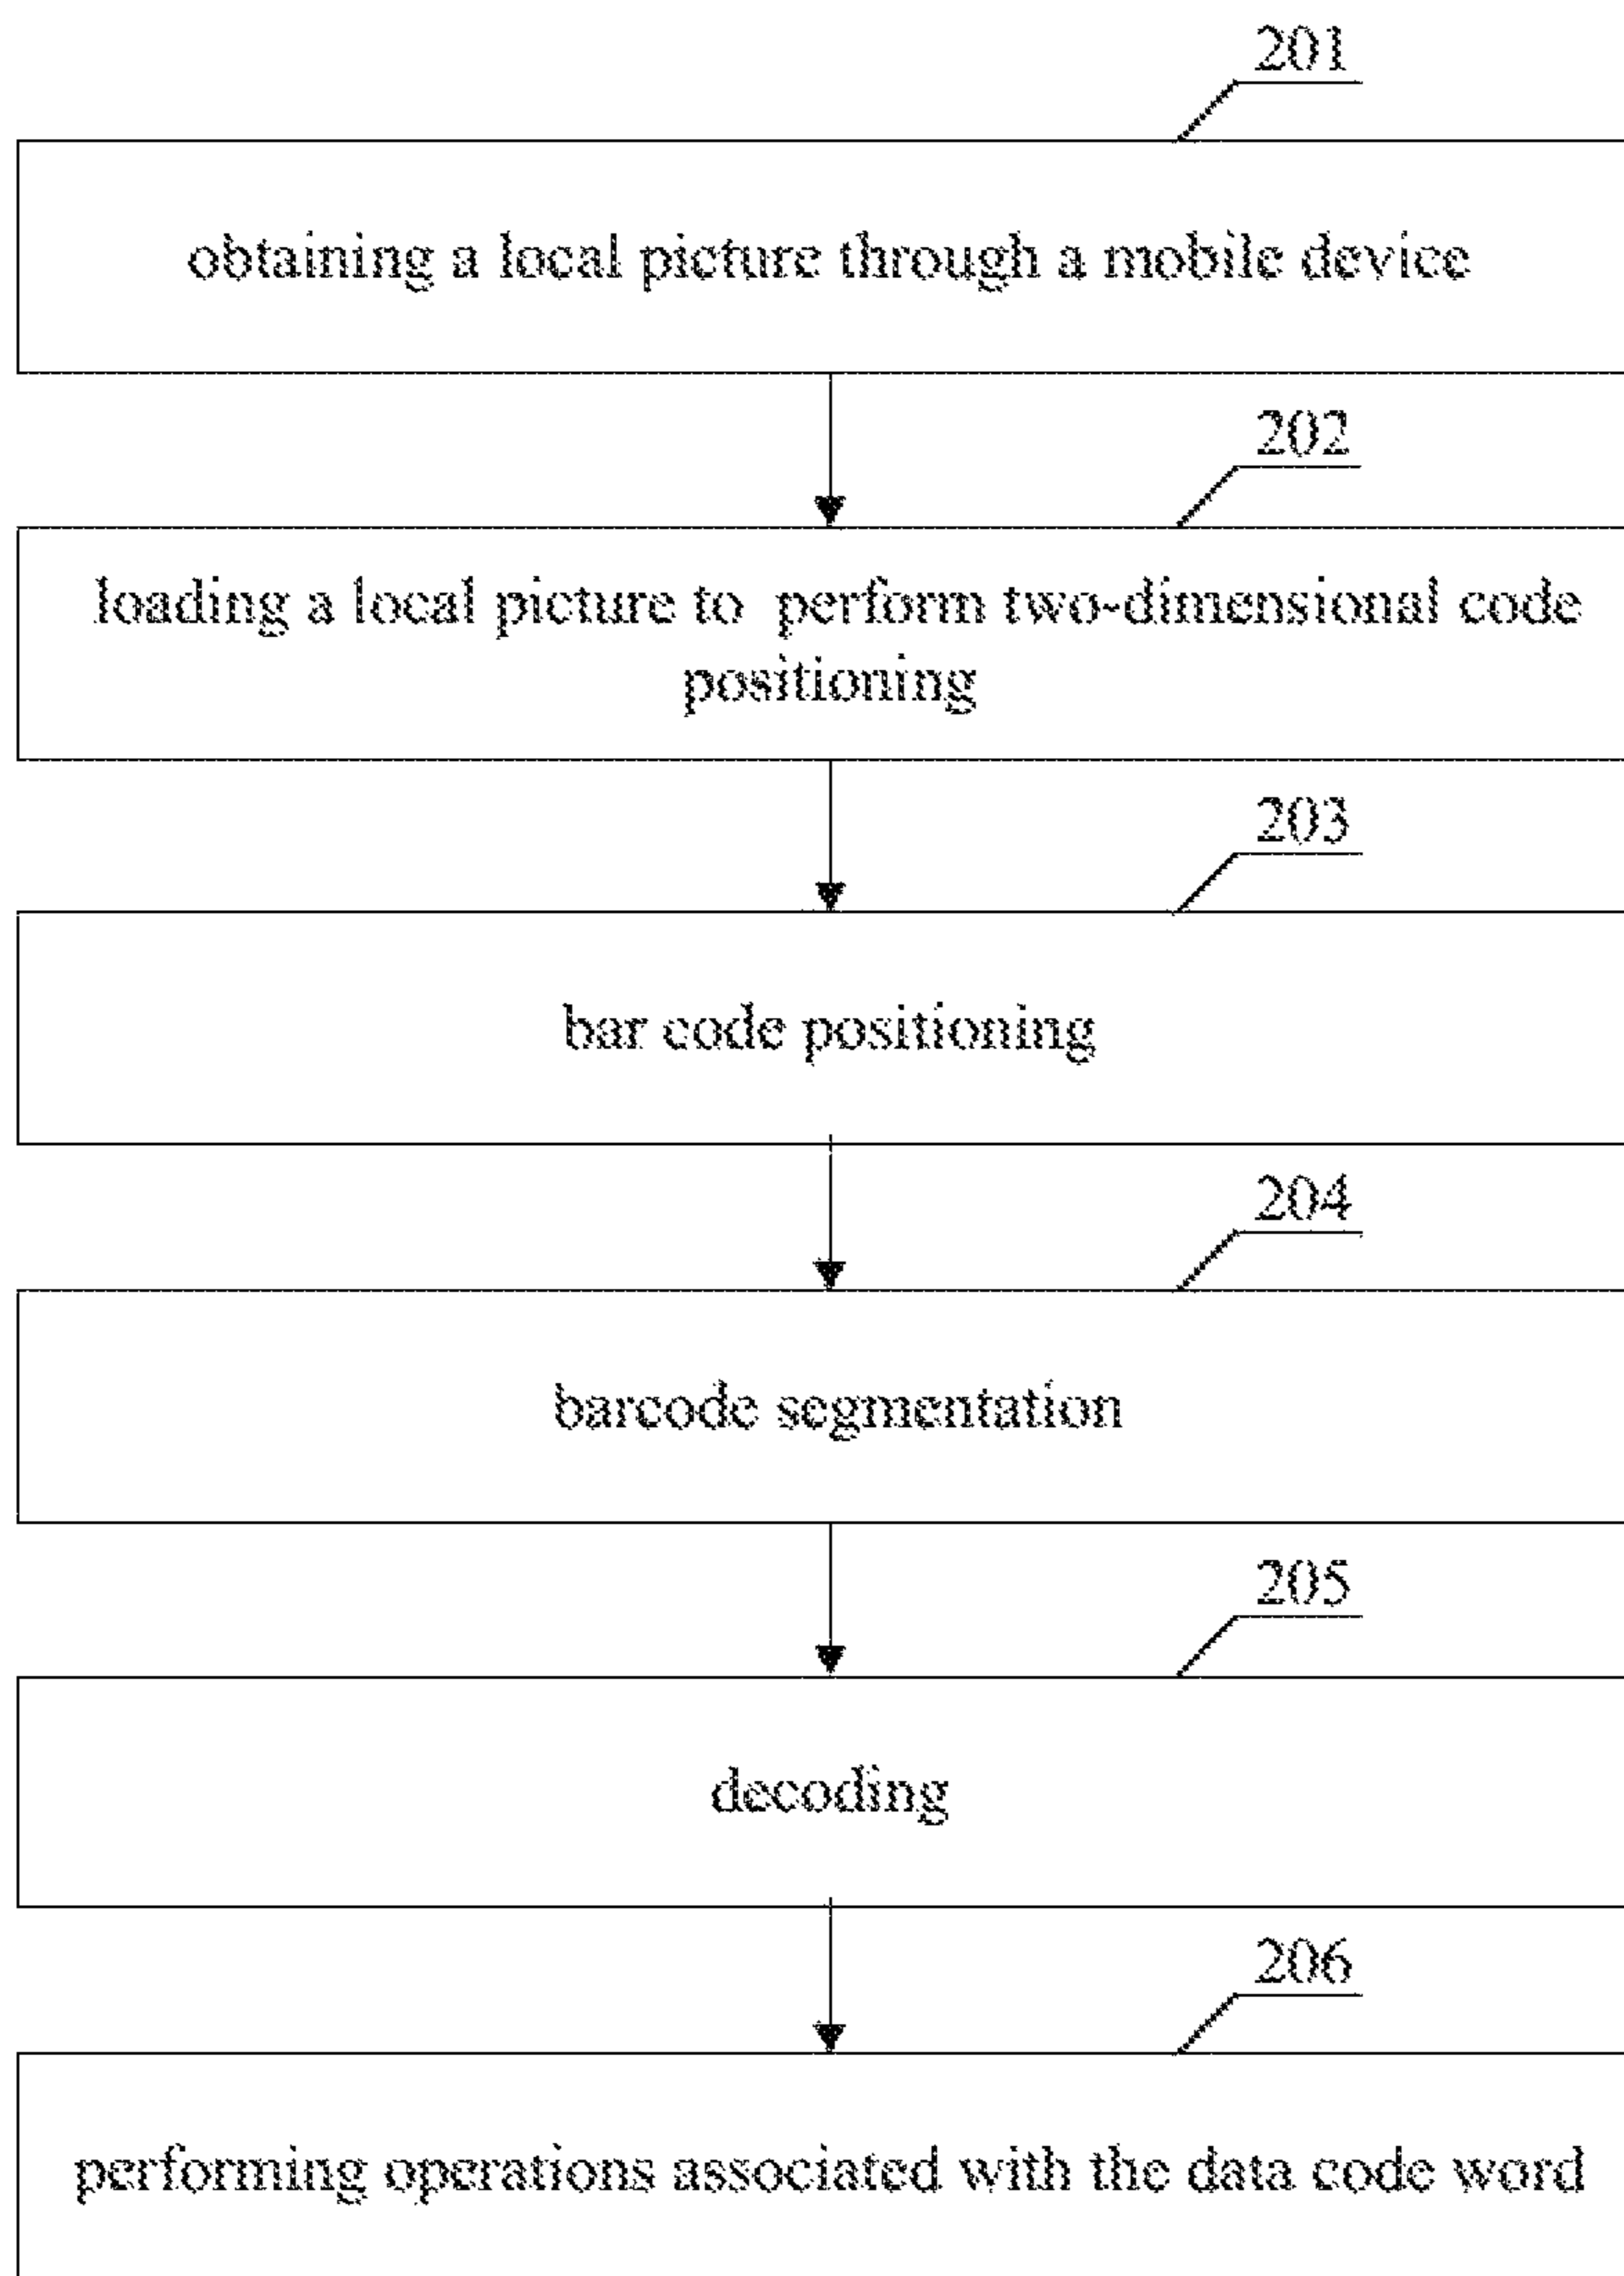 201
obtaining a local picture through a mobile device
202
loading a local picture to perform two-dimensional code
positioning
203
bar code positioning
204
barcode segmentation
205
decoding
206
performing operations associated with the data code word